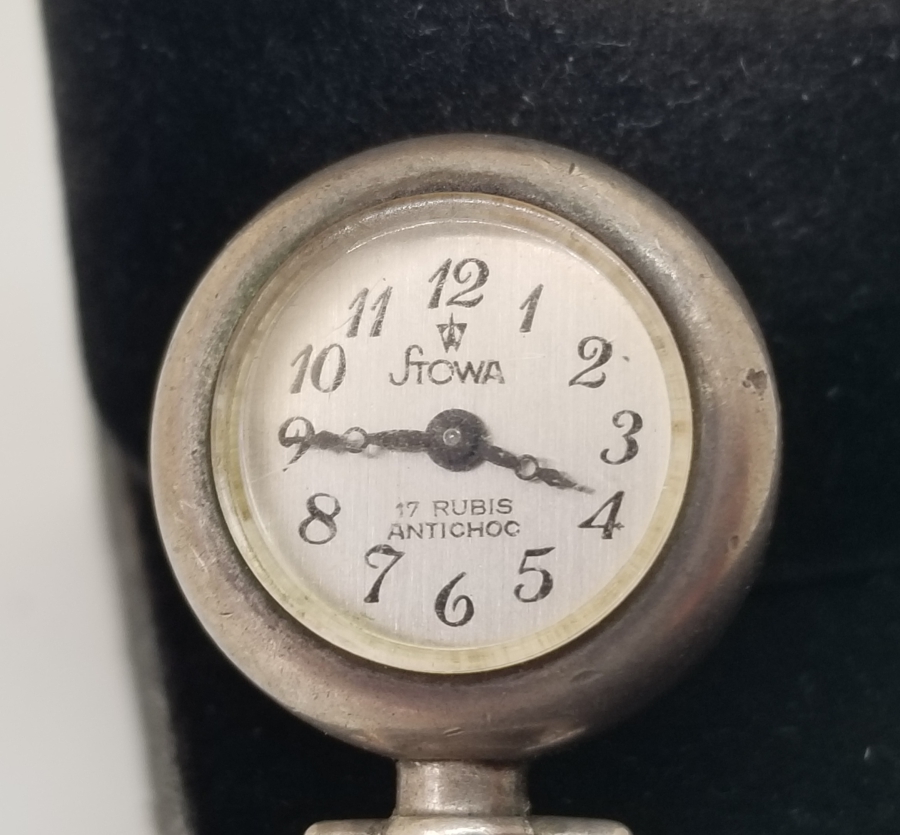 12
11 1
10 2
STOWA
9 3
8 4
17 RUBIS
ANTICHOC
7 5
6